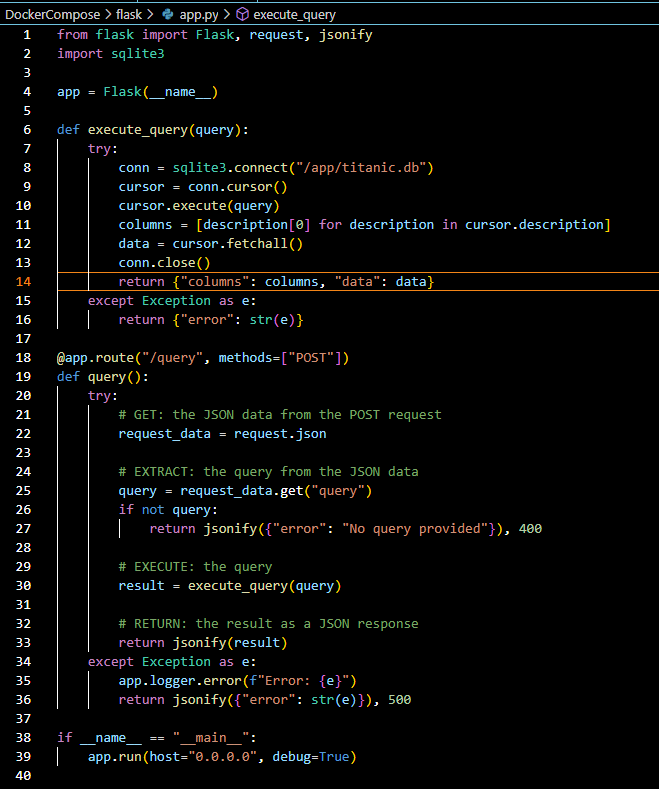 DockerCompose > flask > app.py > execute_query
1 from flask import Flask, request, jsonify
2 import sqlite3
3
4 app = Flask(__name__)
5
6 def execute_query(query):
7     try:
8         conn = sqlite3.connect("/app/titanic.db")
9         cursor = conn.cursor()
10         cursor.execute(query)
11         columns = [description[0] for description in cursor.description]
12         data = cursor.fetchall()
13         conn.close()
14         return {"columns": columns, "data": data}
15     except Exception as e:
16         return {"error": str(e)}
17
18 @app.route("/query", methods=["POST"])
19 def query():
20     try:
21         # GET: the JSON data from the POST request
22         request_data = request.json
23
24         # EXTRACT: the query from the JSON data
25         query = request_data.get("query")
26         if not query:
27             return jsonify({"error": "No query provided"}), 400
28
29         # EXECUTE: the query
30         result = execute_query(query)
31
32         # RETURN: the result as a JSON response
33         return jsonify(result)
34     except Exception as e:
35         app.logger.error(f"Error: {e}")
36         return jsonify({"error": str(e)}), 500
37
38 if __name__ == "__main__":
39     app.run(host="0.0.0.0", debug=True)
40